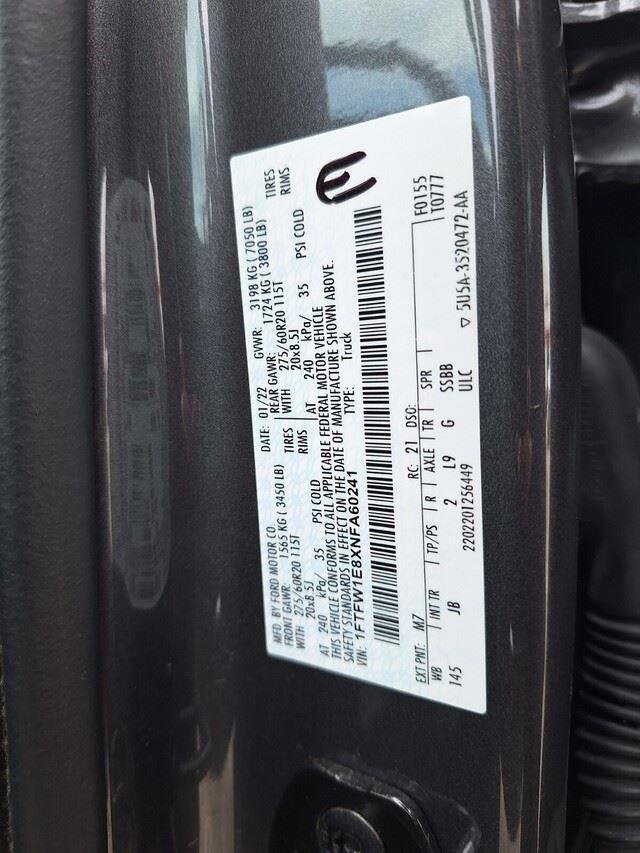 MFD. BY FORD MOTOR CO.
DATE: 01/22 GVWR: 3198 KG ( 7050 LB)
FRONT GAWR: 1565 KG ( 3450 LB) REAR GAWR: 1724 KG ( 3800 LB)
WITH 275/60R20 115T TIRES WITH 275/60R20 115T TIRES
20x8.5J RIMS 20x8.5J RIMS
AT 240 kPa/ 35 PSI COLD AT 240 kPa/ 35 PSI COLD
THIS VEHICLE CONFORMS TO ALL APPLICABLE FEDERAL MOTOR VEHICLE
SAFETY STANDARDS IN EFFECT ON THE DATE OF MANUFACTURE SHOWN ABOVE.
VIN: 1FTFW1E8XNFA60241 TYPE: Truck
E
EXT PNT: M7 RC: 21 DSO: F0155
WB INT TR TP/PS R AXLE TR SPR T0777
145 JB 2 L9 G SSBB
2202201256449 ULC ▽ 5U5A-3520472-AA